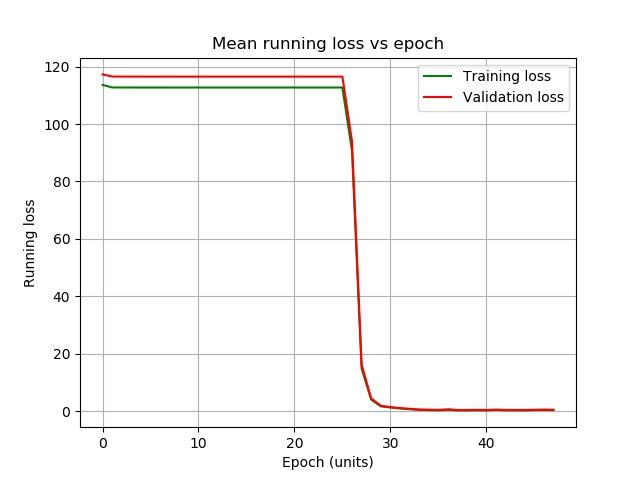 Mean running loss vs epoch
Training loss
Validation loss
120
100
80
60
40
20
0
Running loss
0 10 20 30 40
Epoch (units)